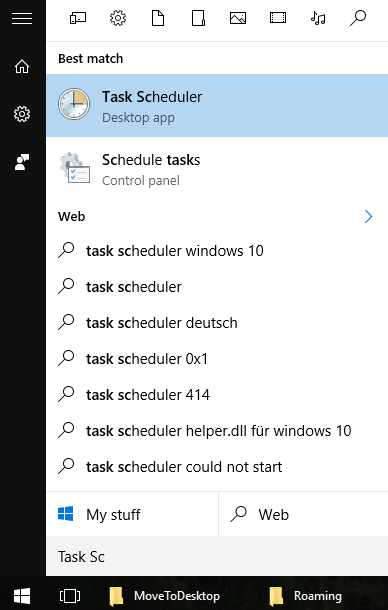 Best match
Task Scheduler
Desktop app
Schedule tasks
Control panel
Web
task scheduler windows 10
task scheduler
task scheduler deutsch
task scheduler 0x1
task scheduler 414
task scheduler helper.dll für windows 10
task scheduler could not start
My stuff
Web
Task Sc
MoveToDesktop
Roaming